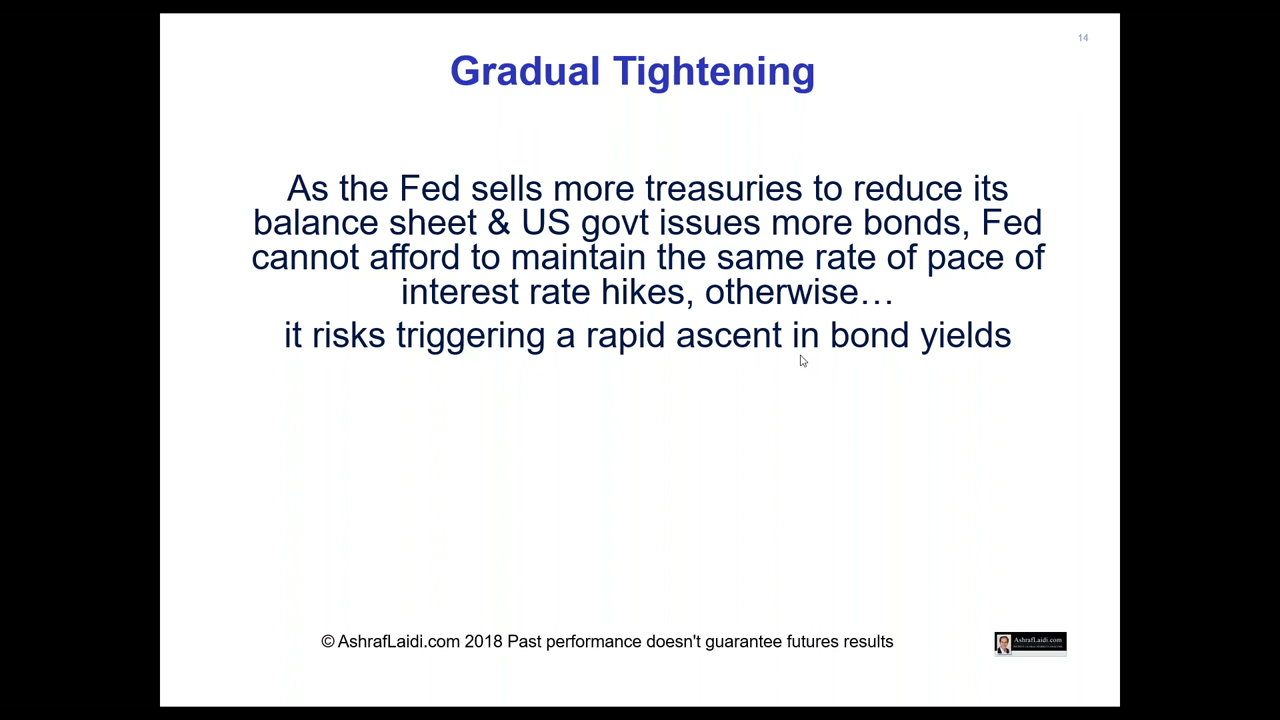 14
Gradual Tightening
As the Fed sells more treasuries to reduce its
balance sheet & US govt issues more bonds, Fed
cannot afford to maintain the same rate of pace of
interest rate hikes, otherwise…
it risks triggering a rapid ascent in bond yields
© AshrafLaidi.com 2018 Past performance doesn't guarantee futures results
AshrafLaidi.com